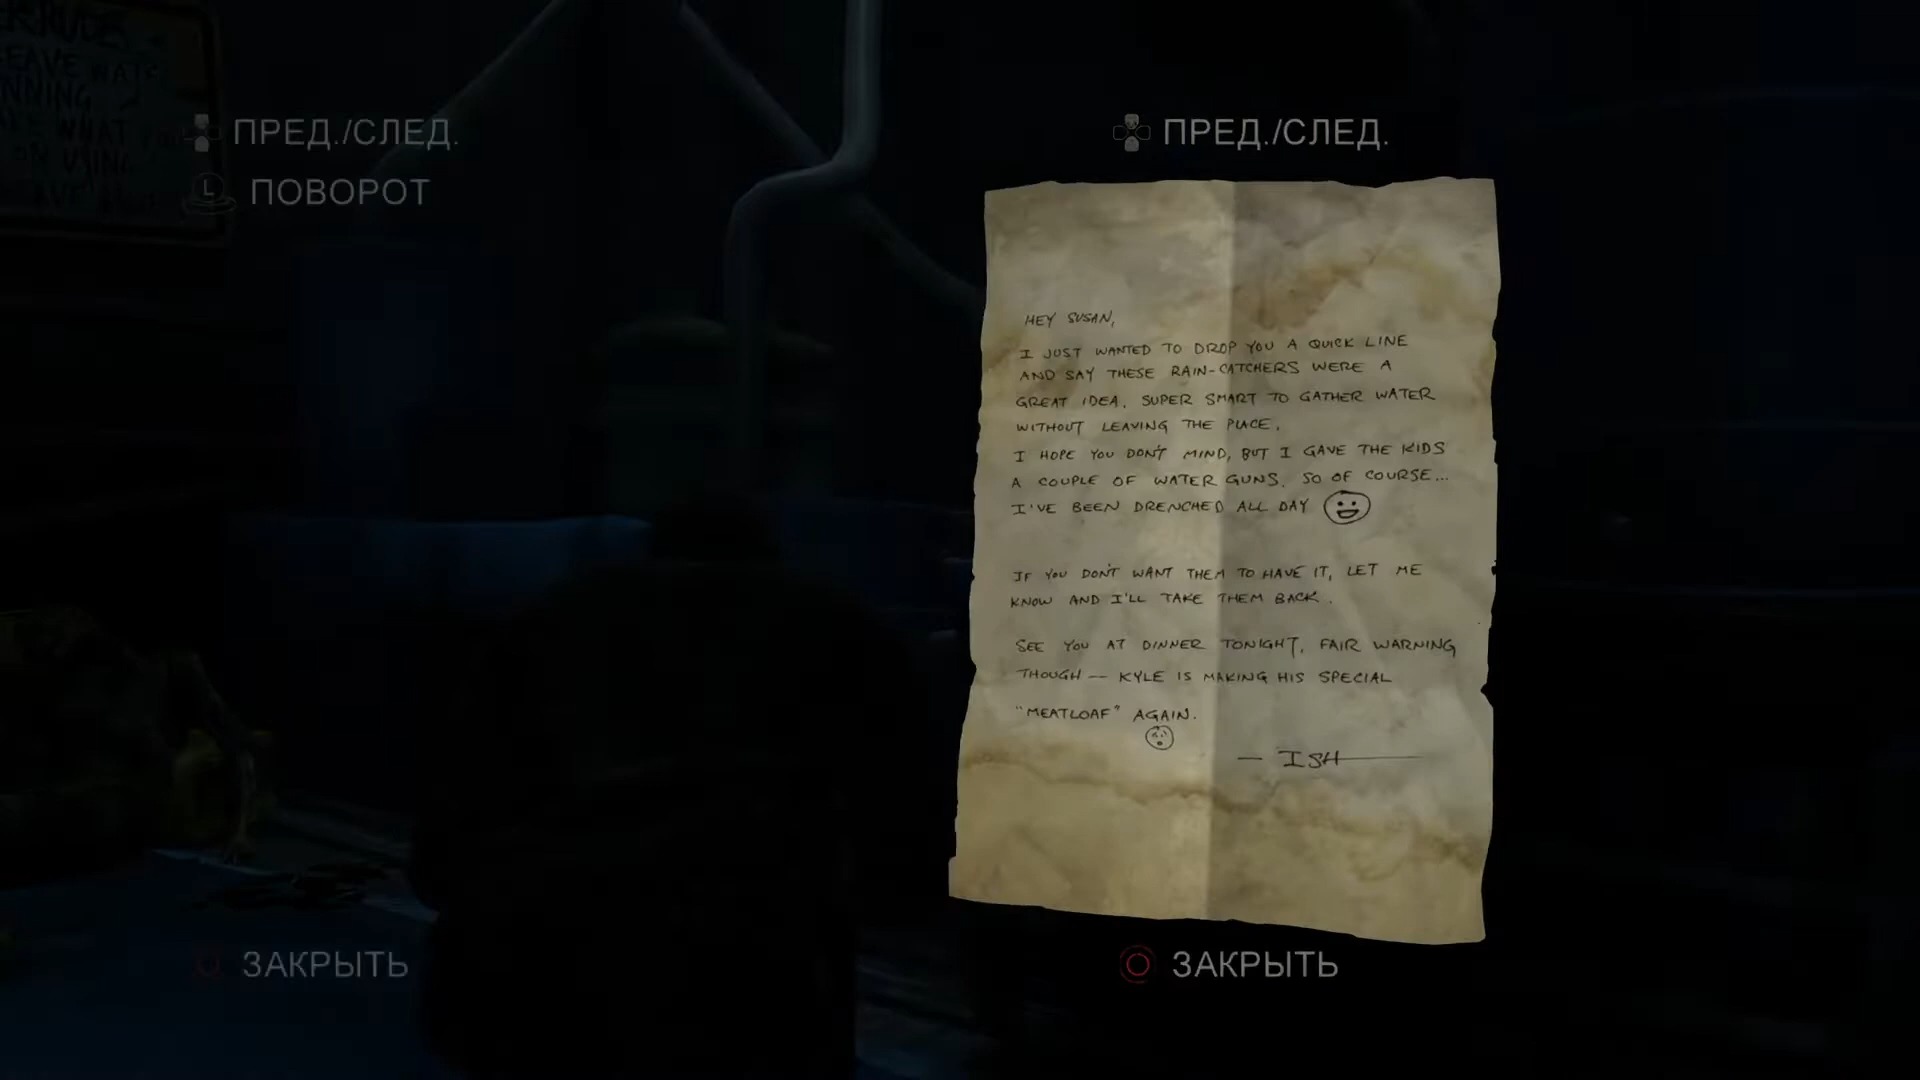 ПРЕД./СЛЕД.
L
ПОВОРОТ
ЗАКРЫТЬ
ПРЕД./СЛЕД.
HEY SUSAN,
I JUST WANTED TO DROP YOU A QUICK LINE
AND SAY THESE RAIN-CATCHERS WERE A
GREAT IDEA. SUPER SMART TO GATHER WATER
WITHOUT LEAVING THE PLACE.
I HOPE YOU DON'T MIND, BUT I GAVE THE KIDS
A COUPLE OF WATER GUNS. SO OF COURSE...
I'VE BEEN DRENCHED ALL DAY
IF YOU DON'T WANT THEM TO HAVE IT, LET ME
KNOW AND I'LL TAKE THEM BACK.
SEE YOU AT DINNER TONIGHT, FAIR WARNING
THOUGH -- KYLE IS MAKING HIS SPECIAL
"MEATLOAF" AGAIN.
— ISH
ЗАКРЫТЬ